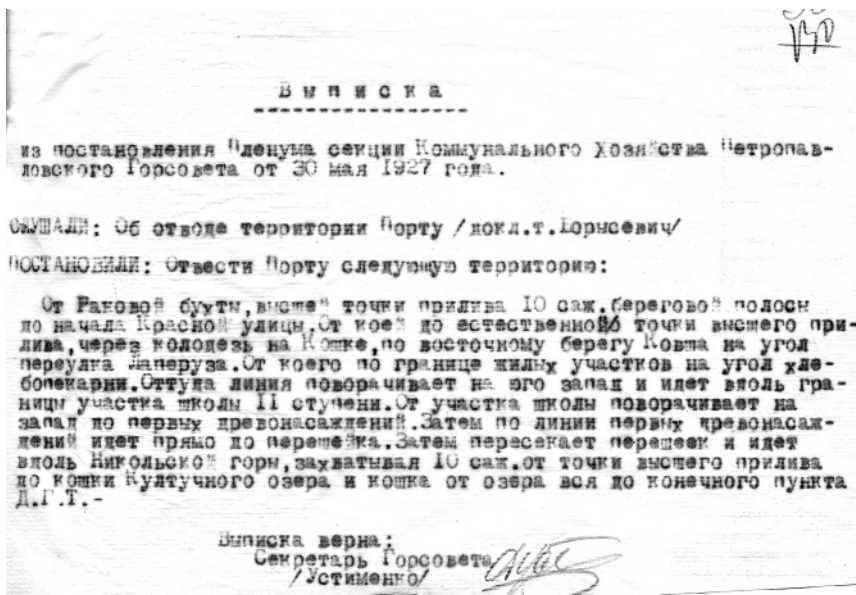 Выписка
из постановления Пленума секции Коммунального Хозяйства Петропав-
ловского Горсовета от 30 мая 1927 года.
СЛУШАЛИ: Об отводе территории Порту /докл.т.Борусевич/
ПОСТАНОВИЛИ: Отвести Порту следующую территорию:
От Раковой бухты,высшей точки прилива 10 саж.береговой полосы
до начала Красной улицы.От коей до естественной точки высшего при-
лива,через колодезь на Кошке,по восточному берегу Ковша на угол
переулка Лаперуза.От коего по границе жилых участков на угол хле-
бопекарни.Оттуда линия поворачивает на юго запад и идет вдоль гра-
ницы участка школы II ступени.От участка школы поворачивает на
запад до первых древонасаждений.Затем по линии первых древонасаж-
дений идет прямо до перешейка.Затем пересекает перешеек и идет
вдоль Никольской горы,захватывая 10 саж.от точки высшего прилива
до кошки Култучного озера и кошка от озера вся до конечного пункта
Д.Г.Т.-
Выписка верна:
Секретарь Горсовета
/Устименко/